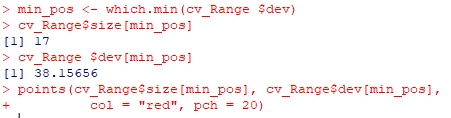 > min_pos <- which.min(cv_Range $dev)
> cv_Range$size[min_pos]
[1] 17
> cv_Range $dev[min_pos]
[1] 38.15656
> points(cv_Range$size[min_pos], cv_Range$dev[min_pos],
+        col = "red", pch = 20)